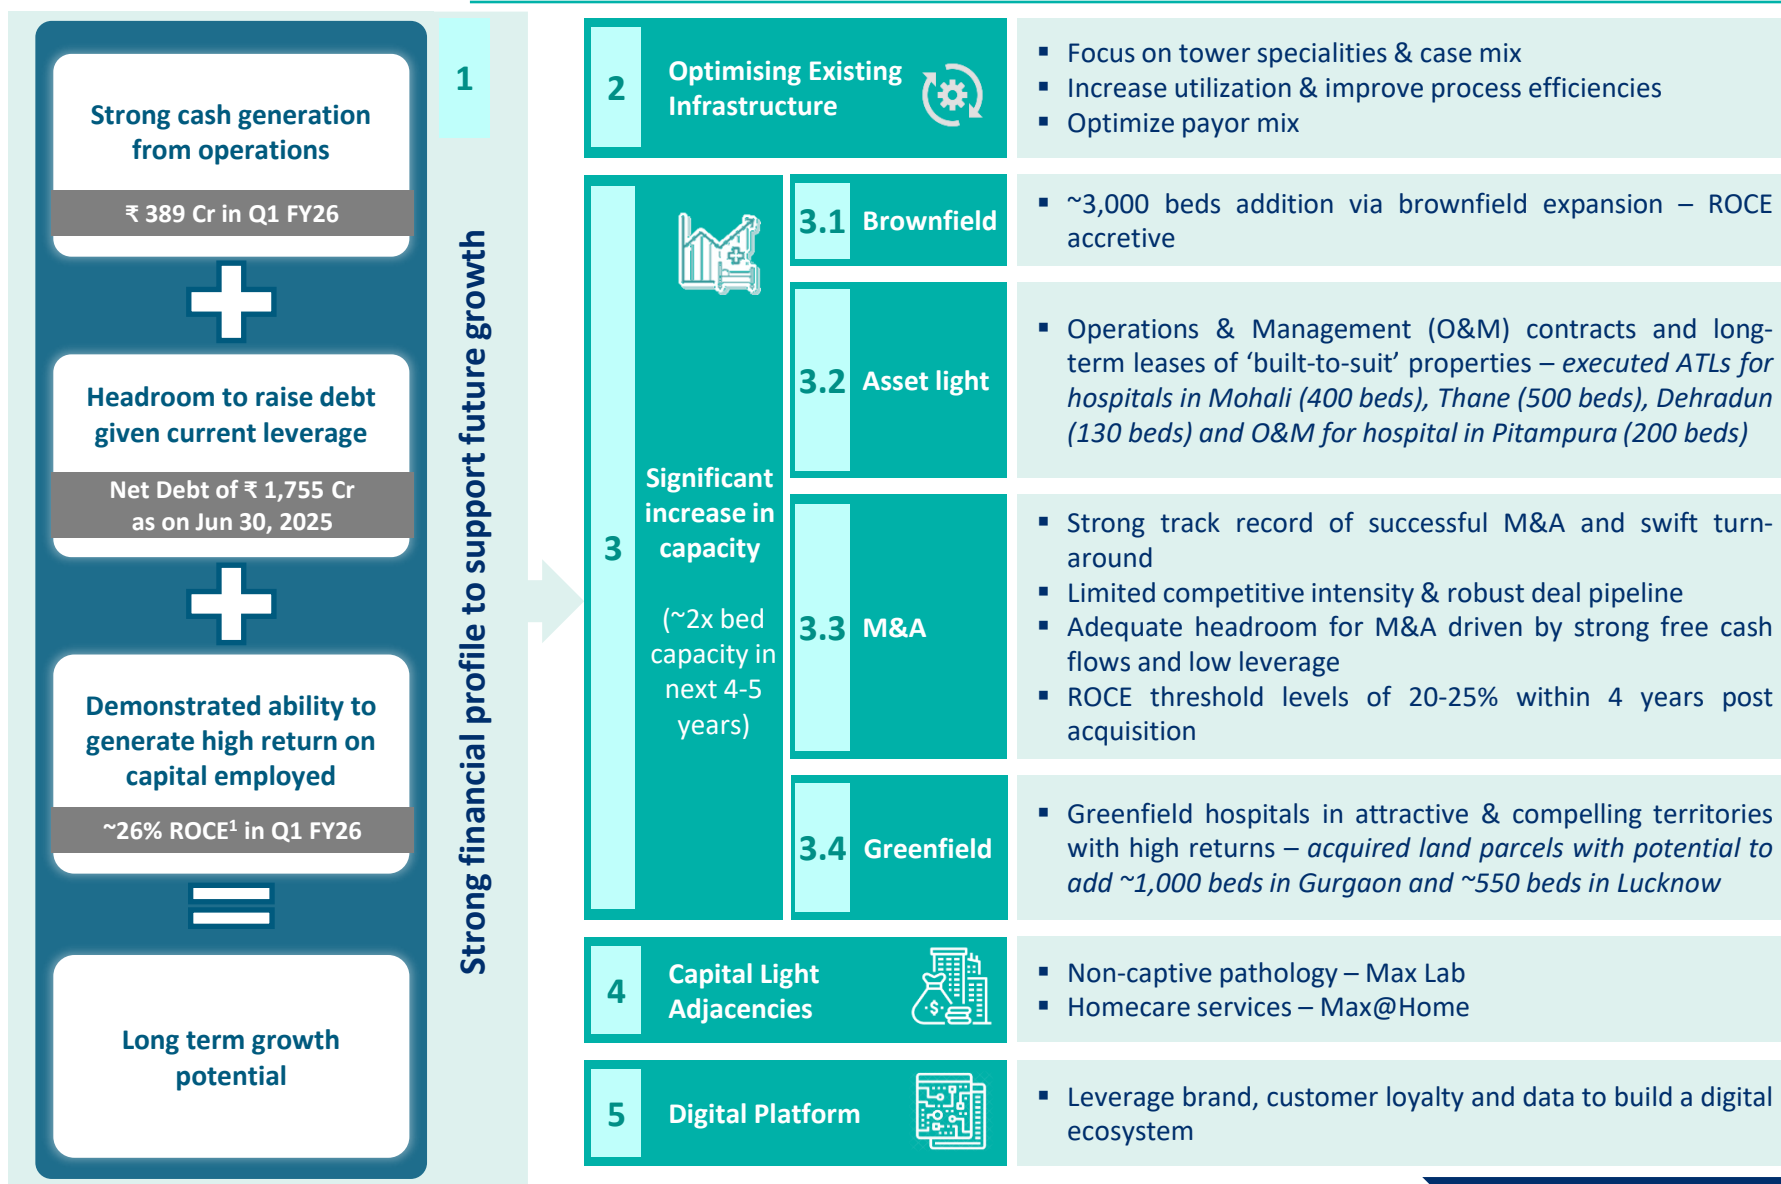 Strong cash generation
from operations
₹ 389 Cr in Q1 FY26
Headroom to raise debt
given current leverage
Net Debt of ₹ 1,755 Cr
as on Jun 30, 2025
Demonstrated ability to
generate high return on
capital employed
~26% ROCE¹ in Q1 FY26
Long term growth
potential
1
Strong financial profile to support future growth
2
Optimising Existing
Infrastructure
▪ Focus on tower specialities & case mix
▪ Increase utilization & improve process efficiencies
▪ Optimize payor mix
3
Significant
increase in
capacity
(~2x bed
capacity in
next 4-5
years)
3.1 Brownfield
▪ ~3,000 beds addition via brownfield expansion – ROCE
accretive
3.2 Asset light
▪ Operations & Management (O&M) contracts and long-
term leases of ‘built-to-suit’ properties – executed ATLs for
hospitals in Mohali (400 beds), Thane (500 beds), Dehradun
(130 beds) and O&M for hospital in Pitampura (200 beds)
3.3 M&A
▪ Strong track record of successful M&A and swift turn-
around
▪ Limited competitive intensity & robust deal pipeline
▪ Adequate headroom for M&A driven by strong free cash
flows and low leverage
▪ ROCE threshold levels of 20-25% within 4 years post
acquisition
3.4 Greenfield
▪ Greenfield hospitals in attractive & compelling territories
with high returns – acquired land parcels with potential to
add ~1,000 beds in Gurgaon and ~550 beds in Lucknow
4
Capital Light
Adjacencies
$
▪ Non-captive pathology – Max Lab
▪ Homecare services – Max@Home
5
Digital Platform
▪ Leverage brand, customer loyalty and data to build a digital
ecosystem